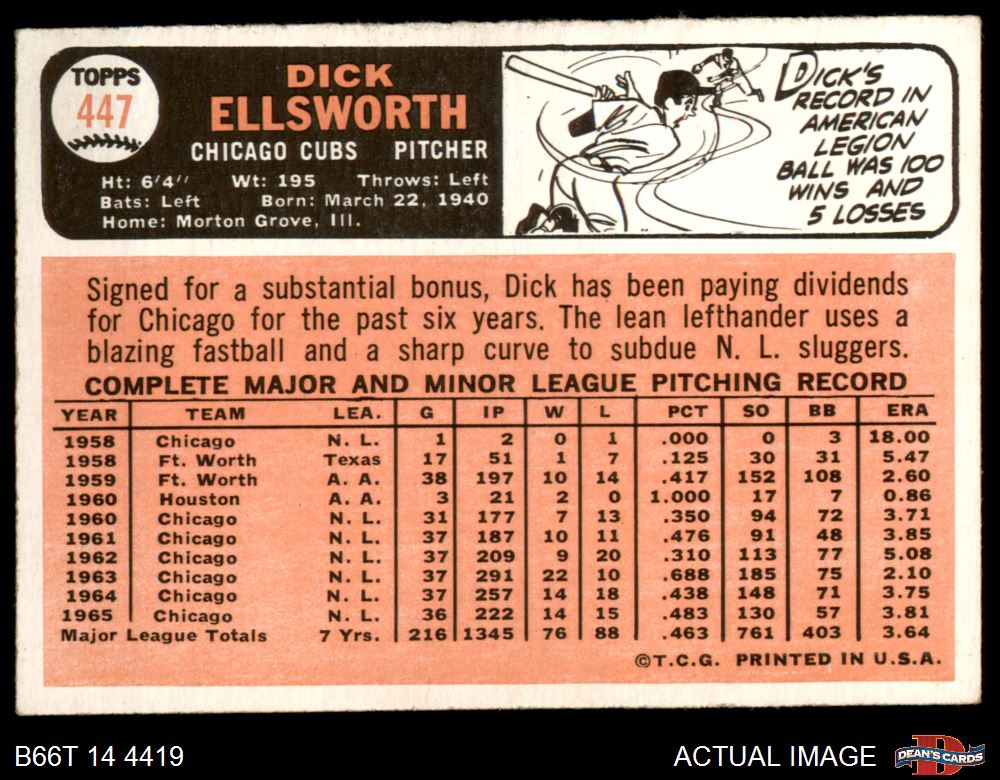 TOPPS
447
DICK
ELLSWORTH
CHICAGO CUBS PITCHER
Ht: 6'4" Wt: 195 Throws: Left
Bats: Left Born: March 22, 1940
Home: Morton Grove, Ill.
DICK'S
RECORD IN
AMERICAN
LEGION
BALL WAS 100
WINS AND
5 LOSSES
Signed for a substantial bonus, Dick has been paying dividends
for Chicago for the past six years. The lean lefthander uses a
blazing fastball and a sharp curve to subdue N. L. sluggers.
COMPLETE MAJOR AND MINOR LEAGUE PITCHING RECORD
YEAR TEAM LEA. G IP W L PCT SO BB ERA
1958 Chicago N. L. 1 2 0 1 .000 0 3 18.00
1958 Ft. Worth Texas 17 51 1 7 .125 30 31 5.47
1959 Ft. Worth A. A. 38 197 10 14 .417 152 108 2.60
1960 Houston A. A. 3 21 2 0 1.000 17 7 0.86
1960 Chicago N. L. 31 177 7 13 .350 94 72 3.71
1961 Chicago N. L. 37 187 10 11 .476 91 48 3.85
1962 Chicago N. L. 37 209 9 20 .310 113 77 5.08
1963 Chicago N. L. 37 291 22 10 .688 185 75 2.10
1964 Chicago N. L. 37 257 14 18 .438 148 71 3.75
1965 Chicago N. L. 36 222 14 15 .483 130 57 3.81
Major League Totals 7 Yrs. 216 1345 76 88 .463 761 403 3.64
©T.C.G. PRINTED IN U.S.A.
B66T 14 4419 ACTUAL IMAGE DEAN'S CARDS